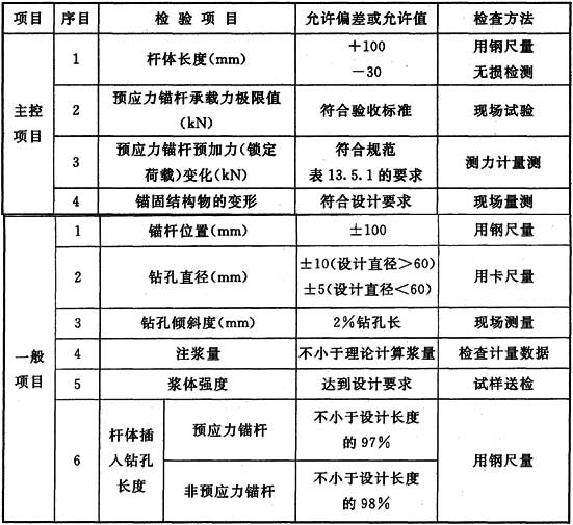 项目 序目 检验项目 允许偏差或允许值 检查方法
主控
项目
1 杆体长度(mm) +100
-30 用钢尺量
无损检测
2 预应力锚杆承载力极限值
(kN) 符合验收标准 现场试验
3 预应力锚杆预加力(锁定
荷载)变化(kN) 符合规范
表13.5.1的要求 测力计量测
4 锚固结构物的变形 符合设计要求 现场量测
一般
项目
1 锚杆位置(mm) ±100 用钢尺量
2 钻孔直径(mm) ±10(设计直径>60)
±5(设计直径<60) 用卡尺量
3 钻孔倾斜度(mm) 2%钻孔长 现场测量
4 注浆量 不小于理论计算浆量 检查计量数据
5 浆体强度 达到设计要求 试样送检
6 杆体插
入钻孔
长度
预应力锚杆 不小于设计长度
的97%
非预应力锚杆 不小于设计长度
的98%
用钢尺量